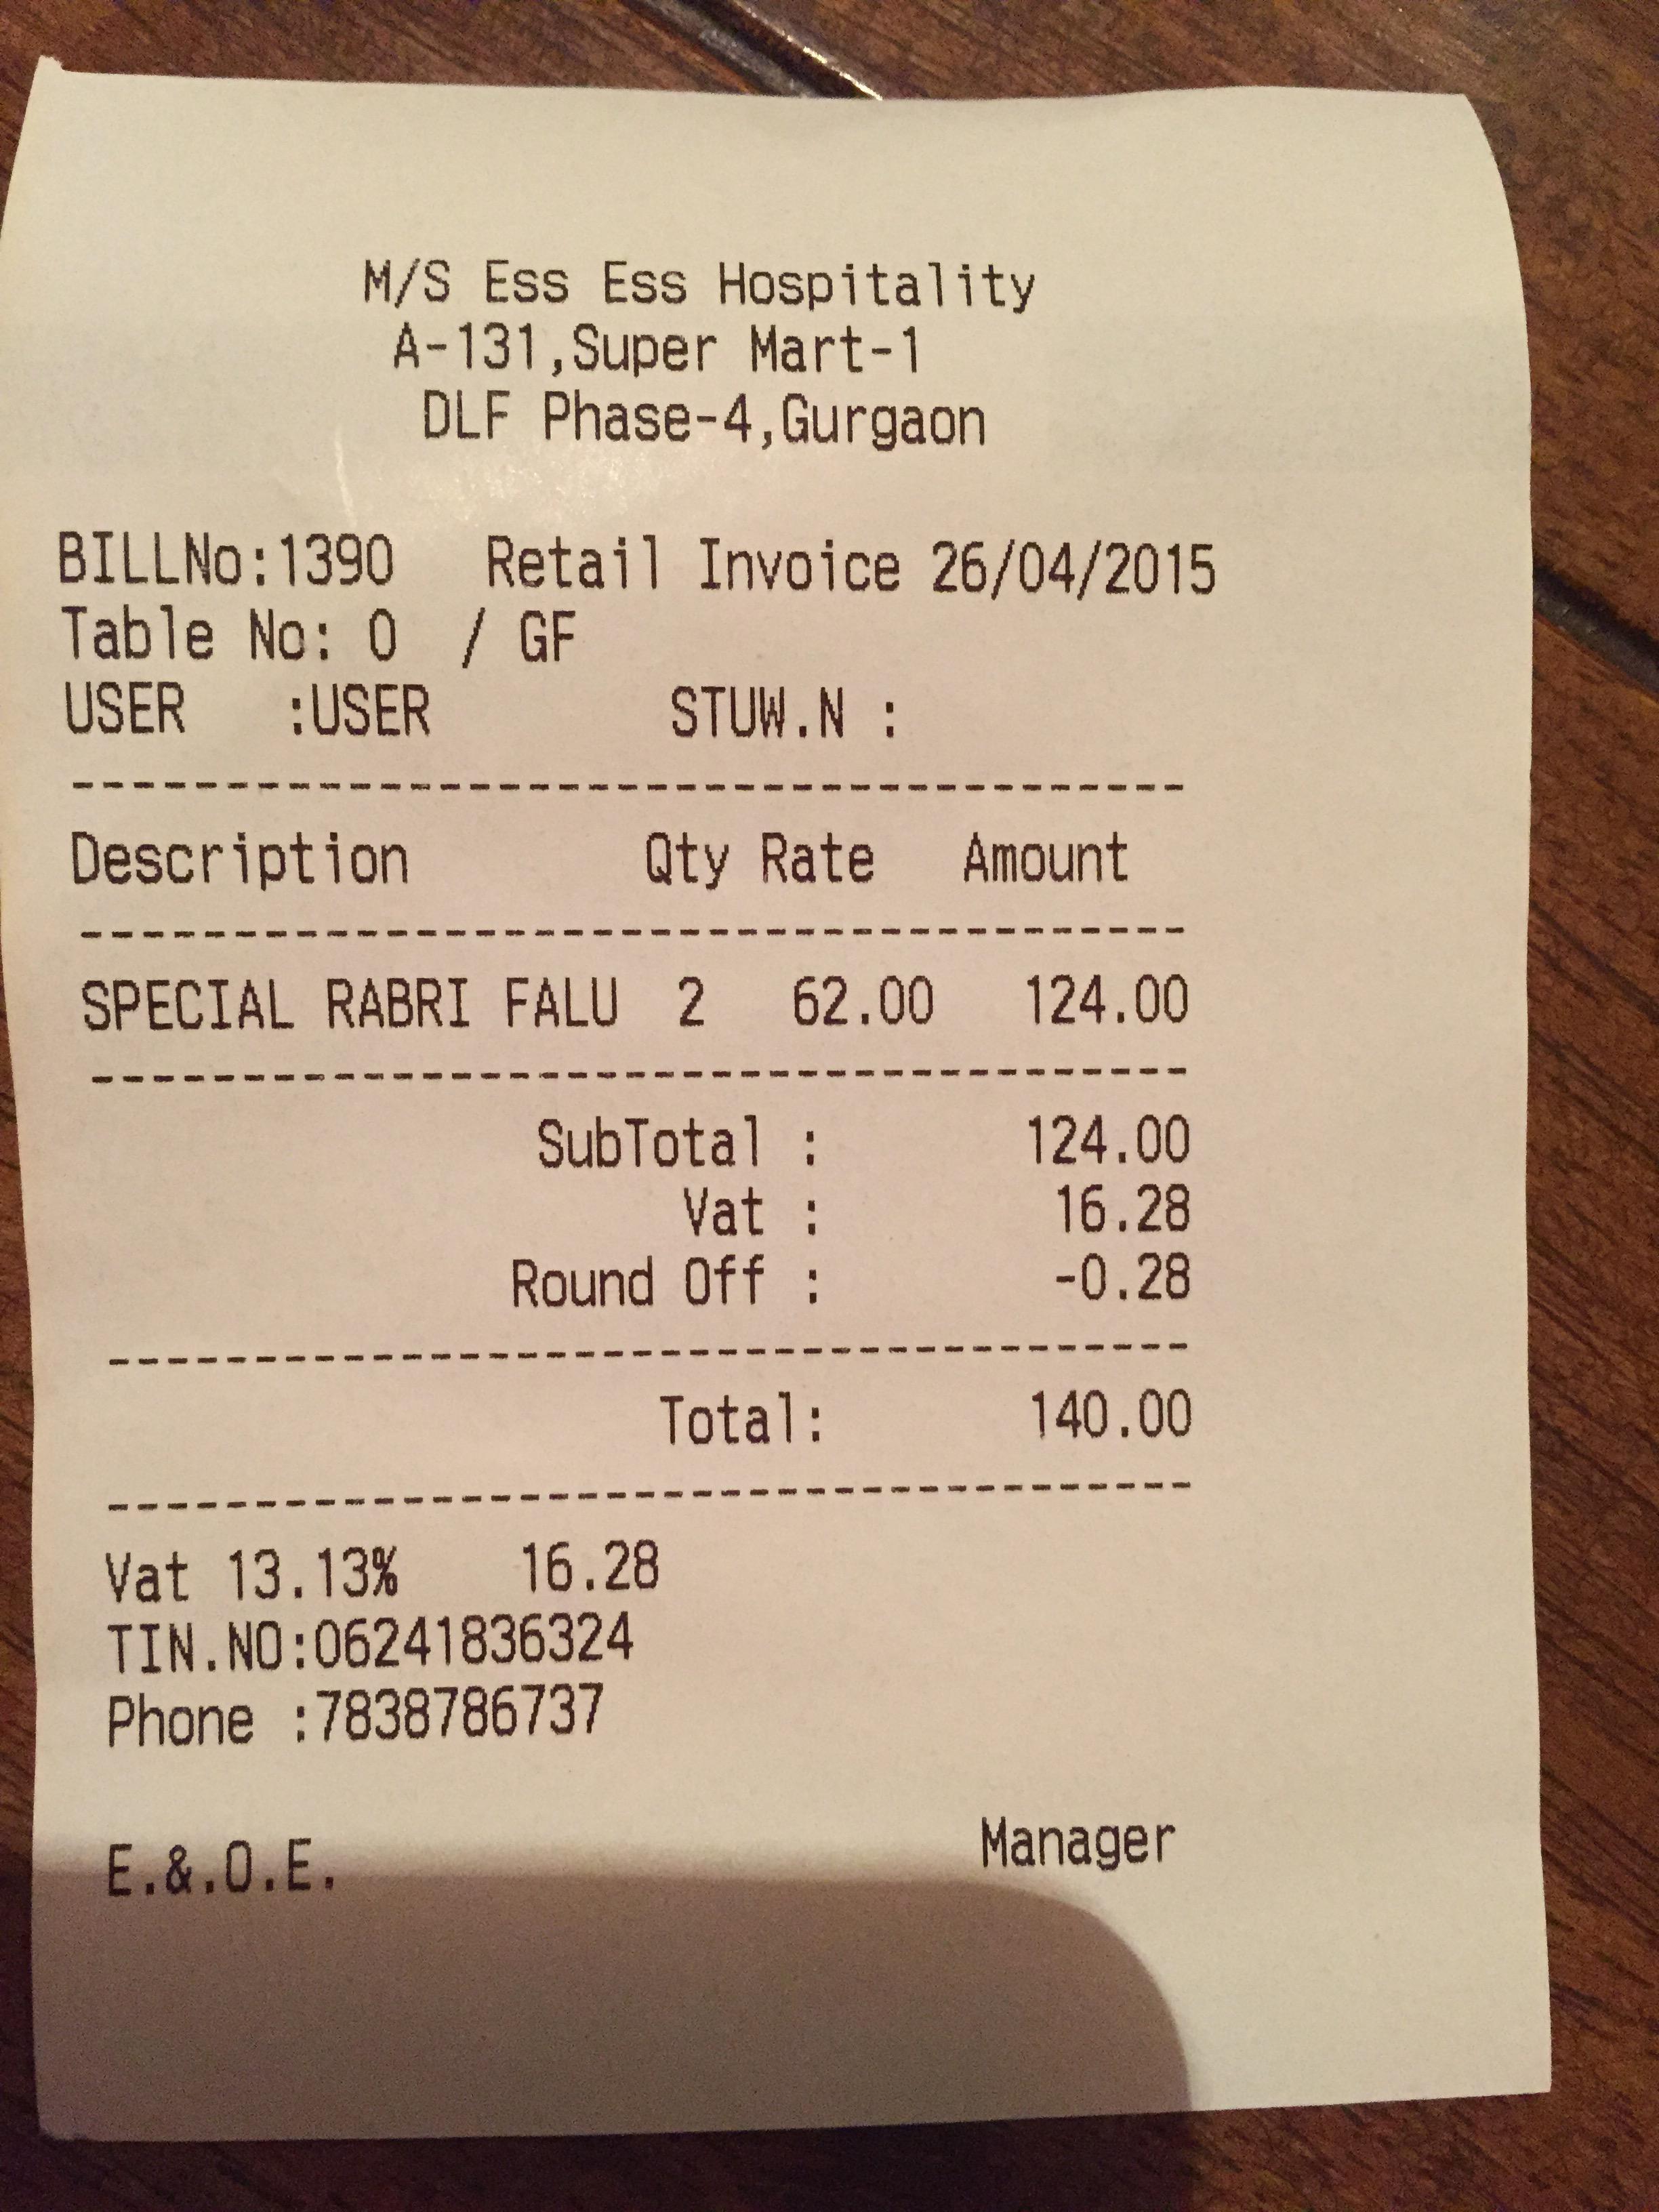 M/S Ess Ess Hospitality
A-131,Super Mart-1
DLF Phase-4,Gurgaon
BILLNo:1390 Retail Invoice 26/04/2015
Table No: 0 / GF
USER :USER STUW.N :
Description Qty Rate Amount
SPECIAL RABRI FALU 2 62.00 124.00
SubTotal : 124.00
Vat : 16.28
Round Off : -0.28
Total: 140.00
Vat 13.13% 16.28
TIN.NO:06241836324
Phone :7838786737
Manager
E.&.O.E.